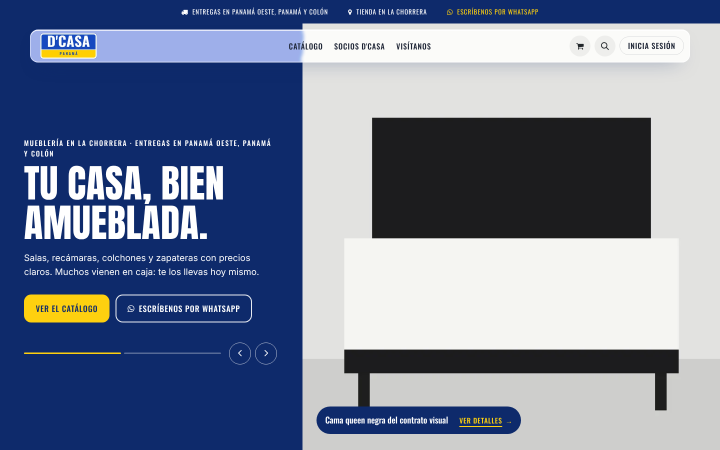 ENTREGAS EN PANAMÁ OESTE, PANAMÁ Y COLÓN
TIENDA EN LA CHORRERA
ESCRÍBENOS POR WHATSAPP
D'CASA
PANAMÁ
CATÁLOGO
SOCIOS D'CASA
VISÍTANOS
INICIA SESIÓN
MUEBLERÍA EN LA CHORRERA · ENTREGAS EN PANAMÁ OESTE, PANAMÁ
Y COLÓN
TU CASA, BIEN
AMUEBLADA.
Salas, recámaras, colchones y zapateras con precios
claros. Muchos vienen en caja: te los llevas hoy mismo.
VER EL CATÁLOGO
ESCRÍBENOS POR WHATSAPP
Cama queen negra del contrato visual
VER DETALLES →